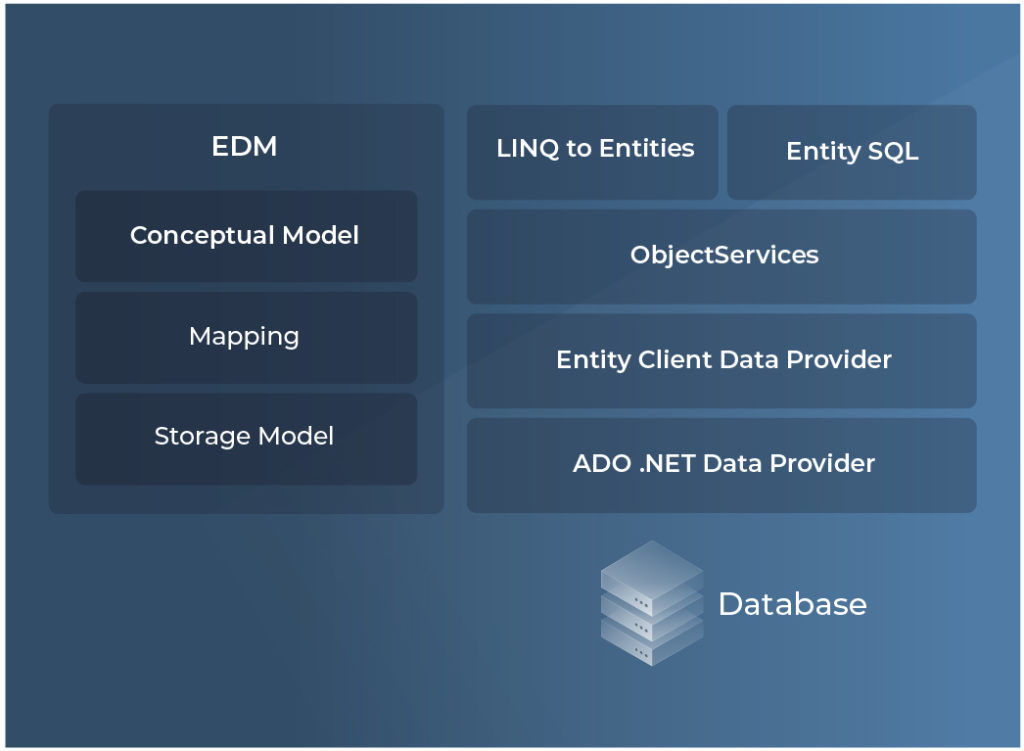 EDM
Conceptual Model
Mapping
Storage Model
LINQ to Entities
Entity SQL
ObjectServices
Entity Client Data Provider
ADO .NET Data Provider
Database